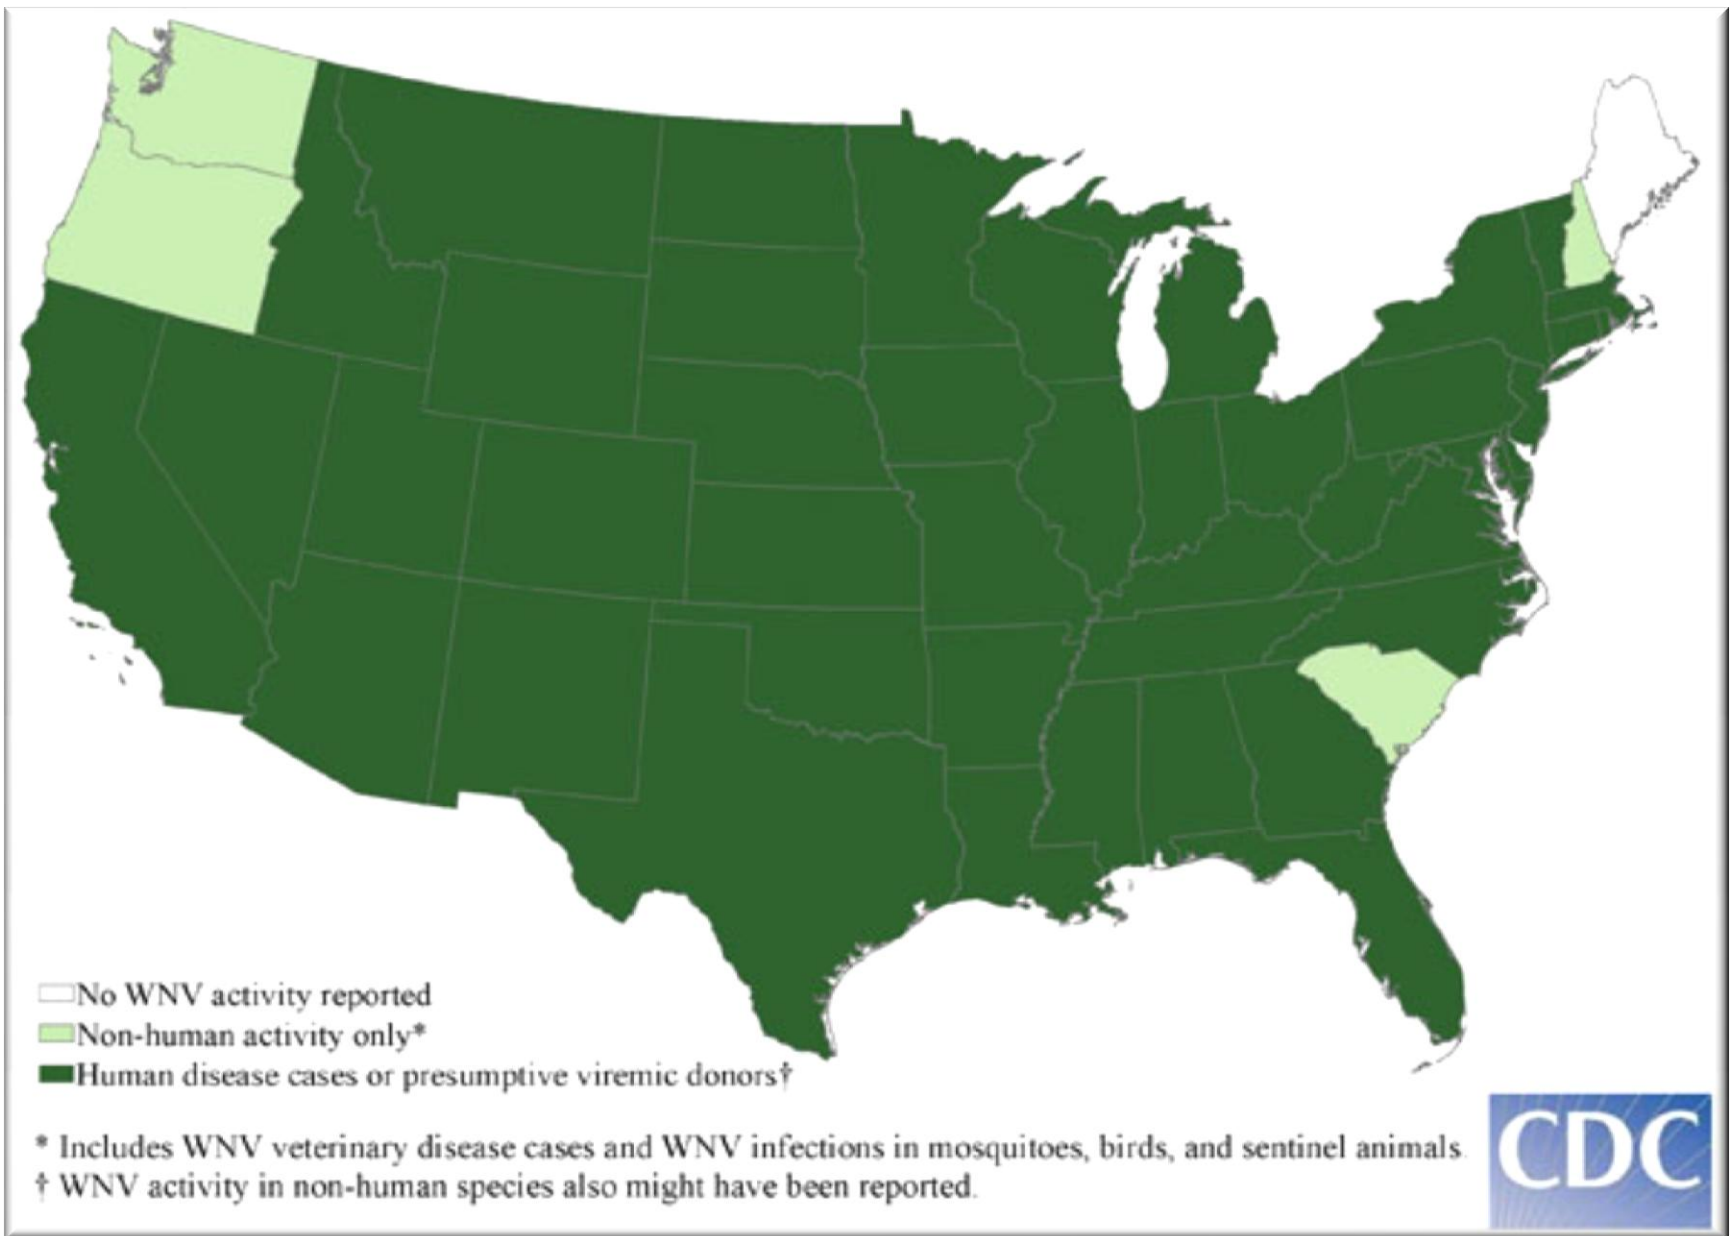 No WNV activity reported
Non-human activity only*
Human disease cases or presumptive viremic donors†
* Includes WNV veterinary disease cases and WNV infections in mosquitoes, birds, and sentinel animals.
† WNV activity in non-human species also might have been reported.
CDC